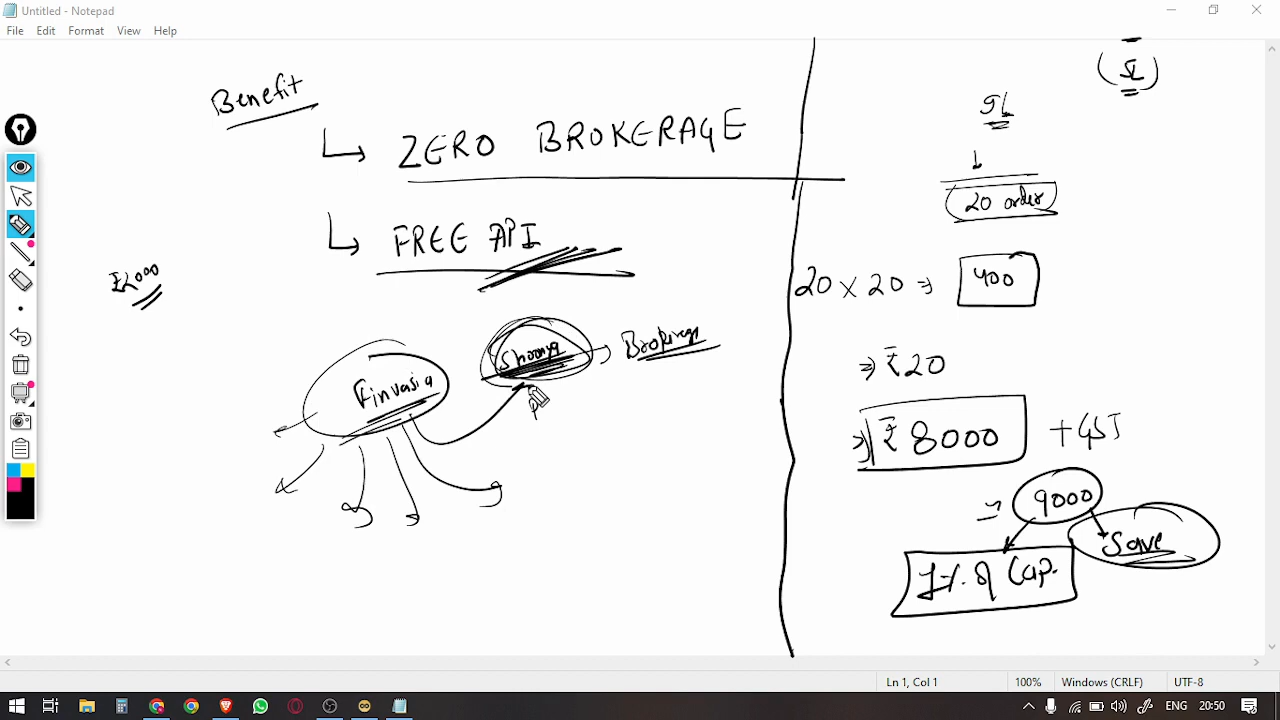 Untitled - Notepad
File Edit Format View Help
Benefit
ZERO BROKERAGE
FREE API
₹2000
Finvasia
Shoonya
Brokerage
(5L)
5L
20 order
20 x 20 ⇒ 400
⇒ ₹20
⇒ ₹8000 + GST
= 9000
Save
1% of Cap.
Ln 1, Col 1 100% Windows (CRLF) UTF-8
ENG 20:50